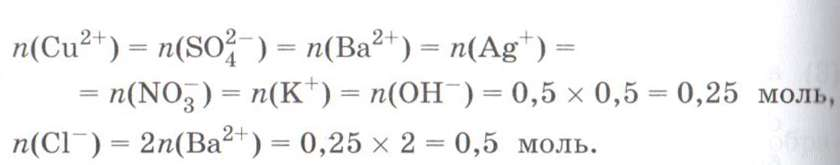 n(Cu²⁺) = n(SO₄²⁻) = n(Ba²⁺) = n(Ag⁺) =
= n(NO₃⁻) = n(K⁺) = n(OH⁻) = 0,5 × 0,5 = 0,25 моль,
n(Cl⁻) = 2n(Ba²⁺) = 0,25 × 2 = 0,5 моль.